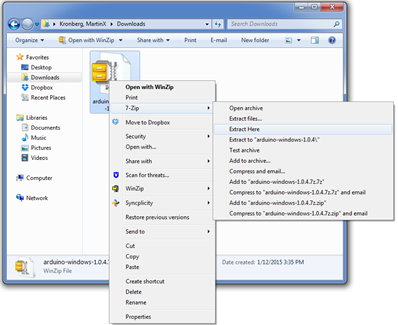 Kronberg, MartinX ▸ Downloads ▸
Search Downloads
Organize
Open with WinZip
Share with
Print
E-mail
New folder
Favorites
Desktop
Downloads
Dropbox
Recent Places
Libraries
Documents
Music
Pictures
Videos
Computer
Network
Open with WinZip
Print
7-Zip
Move to Dropbox
Security
Open with...
Share with
Scan for threats...
WinZip
Syncplicity
Restore previous versions
Send to
Cut
Copy
Paste
Create shortcut
Delete
Rename
Properties
Open archive
Extract files...
Extract Here
Extract to "arduino-windows-1.0.4\"
Test archive
Add to archive...
Compress and email...
Add to "arduino-windows-1.0.4.7z.7z"
Compress to "arduino-windows-1.0.4.7z.7z" and email
Add to "arduino-windows-1.0.4.7z.zip"
Compress to "arduino-windows-1.0.4.7z.zip" and email
arduino-windows-1.0.4.7
WinZip File
Date created: 1/12/2015 3:35 PM